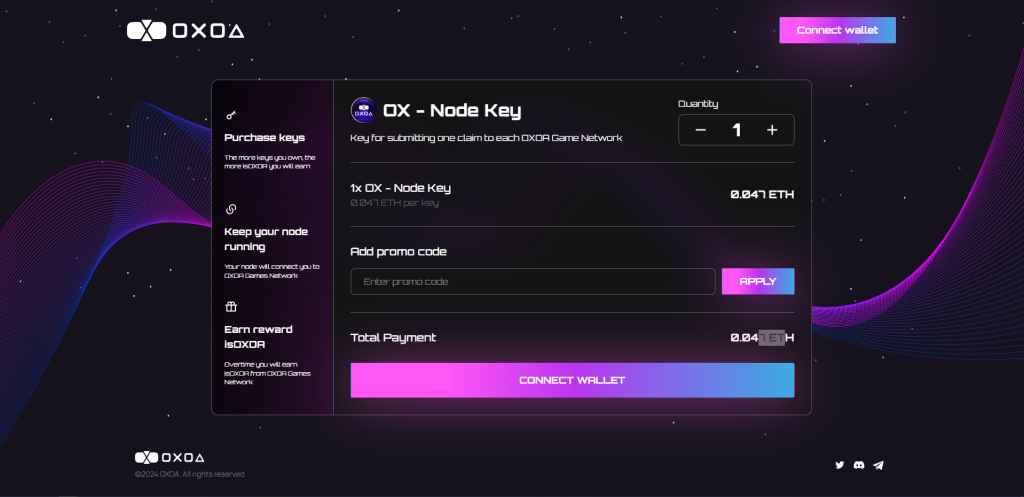 OXOA
Connect wallet
Purchase keys
The more keys you own, the
more isOXOA you will earn
Keep your node
running
Your node will connect you to
OXOA Games Network
Earn reward
isOXOA
Overtime you will earn
isOXOA from OXOA Games
Network
OXOA
OX - Node Key
Key for submitting one claim to each OXOA Game Network
Quantity
− 1 +
1x OX - Node Key
0.047 ETH per key
0.047 ETH
Add promo code
Enter promo code
APPLY
Total Payment
0.047 ETH
CONNECT WALLET
OXOA
©2024 OXOA. All rights reserved